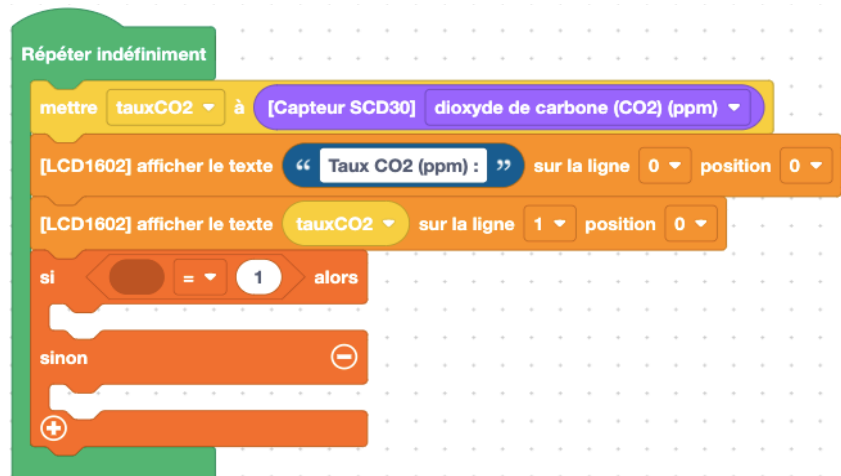 Répéter indéfiniment
mettre tauxCO2 à [Capteur SCD30] dioxyde de carbone (CO2) (ppm)
[LCD1602] afficher le texte “ Taux CO2 (ppm) : ” sur la ligne 0 position 0
[LCD1602] afficher le texte tauxCO2 sur la ligne 1 position 0
si = 1 alors
sinon